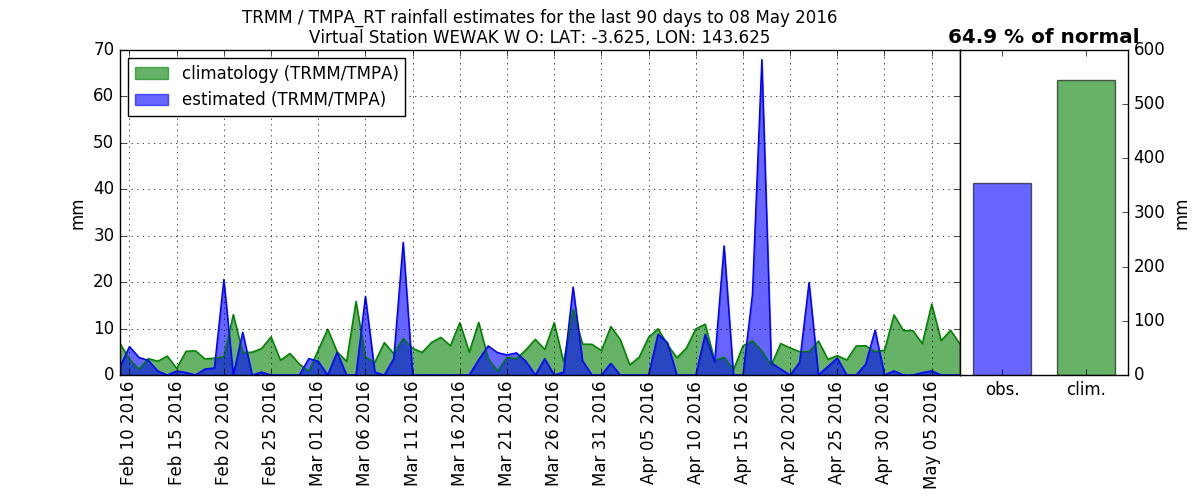 TRMM / TMPA_RT rainfall estimates for the last 90 days to 08 May 2016
Virtual Station WEWAK W O: LAT: -3.625, LON: 143.625
64.9 % of normal
climatology (TRMM/TMPA)
estimated (TRMM/TMPA)
70
60
50
40
30
20
10
0
mm
Feb 10 2016
Feb 15 2016
Feb 20 2016
Feb 25 2016
Mar 01 2016
Mar 06 2016
Mar 11 2016
Mar 16 2016
Mar 21 2016
Mar 26 2016
Mar 31 2016
Apr 05 2016
Apr 10 2016
Apr 15 2016
Apr 20 2016
Apr 25 2016
Apr 30 2016
May 05 2016
obs.
clim.
600
500
400
300
200
100
0
mm